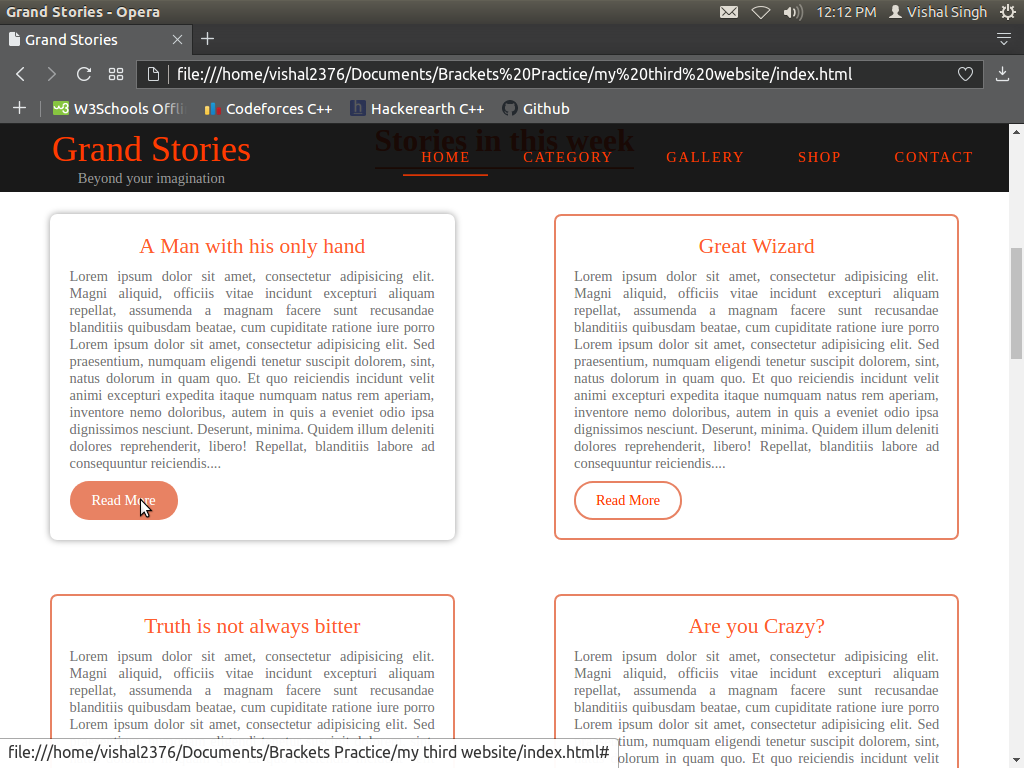 Grand Stories - Opera
12:12 PM
Vishal Singh
Grand Stories
file:///home/vishal2376/Documents/Brackets%20Practice/my%20third%20website/index.html
W3Schools Offli
Codeforces C++
Hackerearth C++
Github
Grand Stories
Beyond your imagination
Stories in this week
HOME
CATEGORY
GALLERY
SHOP
CONTACT
A Man with his only hand
Lorem ipsum dolor sit amet, consectetur adipisicing elit.
Magni aliquid, officiis vitae incidunt excepturi aliquam
repellat, assumenda a magnam facere sunt recusandae
blanditiis quibusdam beatae, cum cupiditate ratione iure porro
Lorem ipsum dolor sit amet, consectetur adipisicing elit. Sed
praesentium, numquam eligendi tenetur suscipit dolorem, sint,
natus dolorum in quam quo. Et quo reiciendis incidunt velit
animi excepturi expedita itaque numquam natus rem aperiam,
inventore nemo doloribus, autem in quis a eveniet odio ipsa
dignissimos nesciunt. Deserunt, minima. Quidem illum deleniti
dolores reprehenderit, libero! Repellat, blanditiis labore ad
consequuntur reiciendis....
Read More
Great Wizard
Lorem ipsum dolor sit amet, consectetur adipisicing elit.
Magni aliquid, officiis vitae incidunt excepturi aliquam
repellat, assumenda a magnam facere sunt recusandae
blanditiis quibusdam beatae, cum cupiditate ratione iure porro
Lorem ipsum dolor sit amet, consectetur adipisicing elit. Sed
praesentium, numquam eligendi tenetur suscipit dolorem, sint,
natus dolorum in quam quo. Et quo reiciendis incidunt velit
animi excepturi expedita itaque numquam natus rem aperiam,
inventore nemo doloribus, autem in quis a eveniet odio ipsa
dignissimos nesciunt. Deserunt, minima. Quidem illum deleniti
dolores reprehenderit, libero! Repellat, blanditiis labore ad
consequuntur reiciendis....
Read More
Truth is not always bitter
Lorem ipsum dolor sit amet, consectetur adipisicing elit.
Magni aliquid, officiis vitae incidunt excepturi aliquam
repellat, assumenda a magnam facere sunt recusandae
blanditiis quibusdam beatae, cum cupiditate ratione iure porro
Lorem ipsum dolor sit amet, consectetur adipisicing elit. Sed
Are you Crazy?
Lorem ipsum dolor sit amet, consectetur adipisicing elit.
Magni aliquid, officiis vitae incidunt excepturi aliquam
repellat, assumenda a magnam facere sunt recusandae
blanditiis quibusdam beatae, cum cupiditate ratione iure porro
Lorem ipsum dolor sit amet, consectetur adipisicing elit. Sed
tium, numquam eligendi tenetur suscipit dolorem, sint,
olorum in quam quo. Et quo reiciendis incidunt velit
file:///home/vishal2376/Documents/Brackets Practice/my third website/index.html#